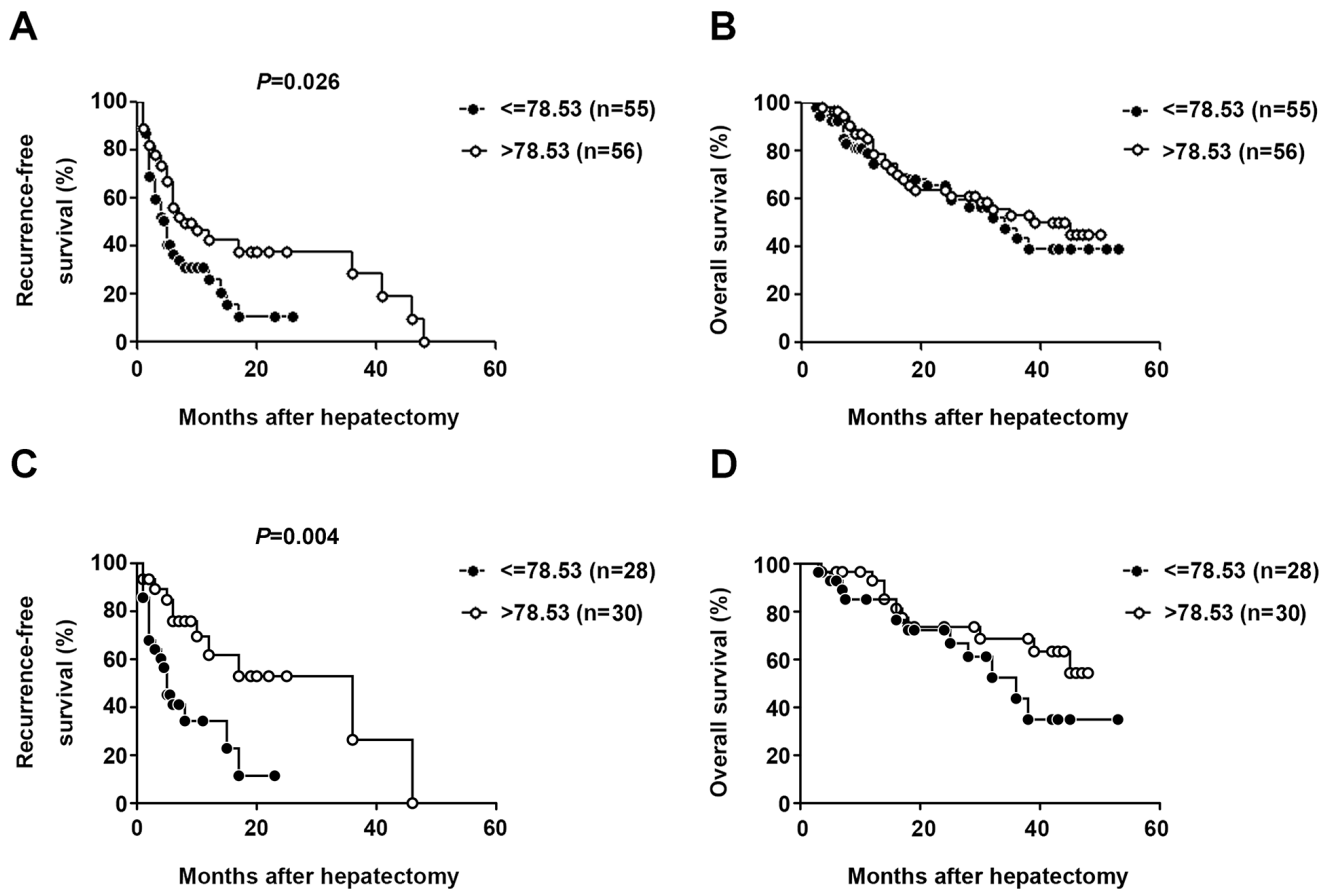 A
P=0.026
<=78.53 (n=55)
>78.53 (n=56)
Recurrence-free
survival (%)
100
80
60
40
20
0
0 20 40 60
Months after hepatectomy
B
<=78.53 (n=55)
>78.53 (n=56)
Overall survival (%)
100
80
60
40
20
0
0 20 40 60
Months after hepatectomy
C
P=0.004
<=78.53 (n=28)
>78.53 (n=30)
Recurrence-free
survival (%)
100
80
60
40
20
0
0 20 40 60
Months after hepatectomy
D
<=78.53 (n=28)
>78.53 (n=30)
Overall survival (%)
100
80
60
40
20
0
0 20 40 60
Months after hepatectomy